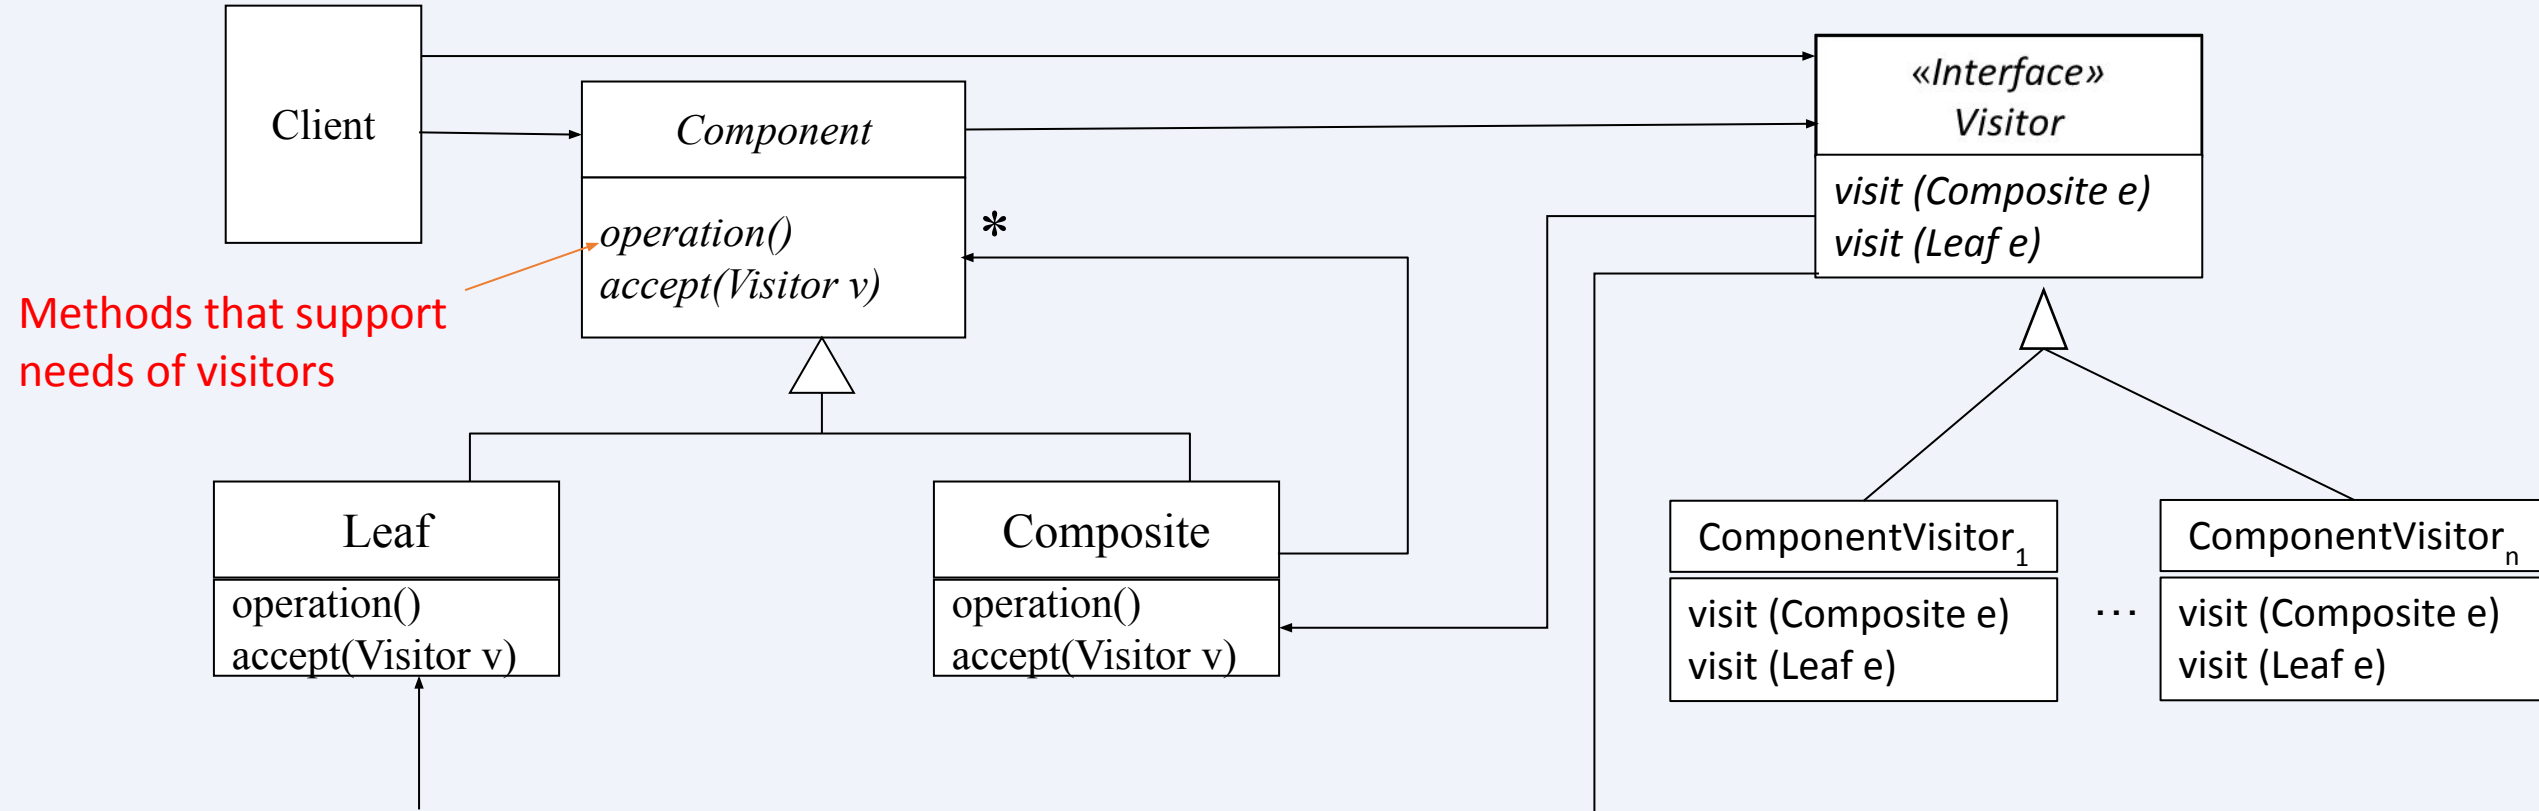 Client
Component
operation()
accept(Visitor v)
*
«Interface»
Visitor
visit (Composite e)
visit (Leaf e)
Methods that support
needs of visitors
Leaf
operation()
accept(Visitor v)
Composite
operation()
accept(Visitor v)
ComponentVisitor1
visit (Composite e)
visit (Leaf e)
...
ComponentVisitorn
visit (Composite e)
visit (Leaf e)